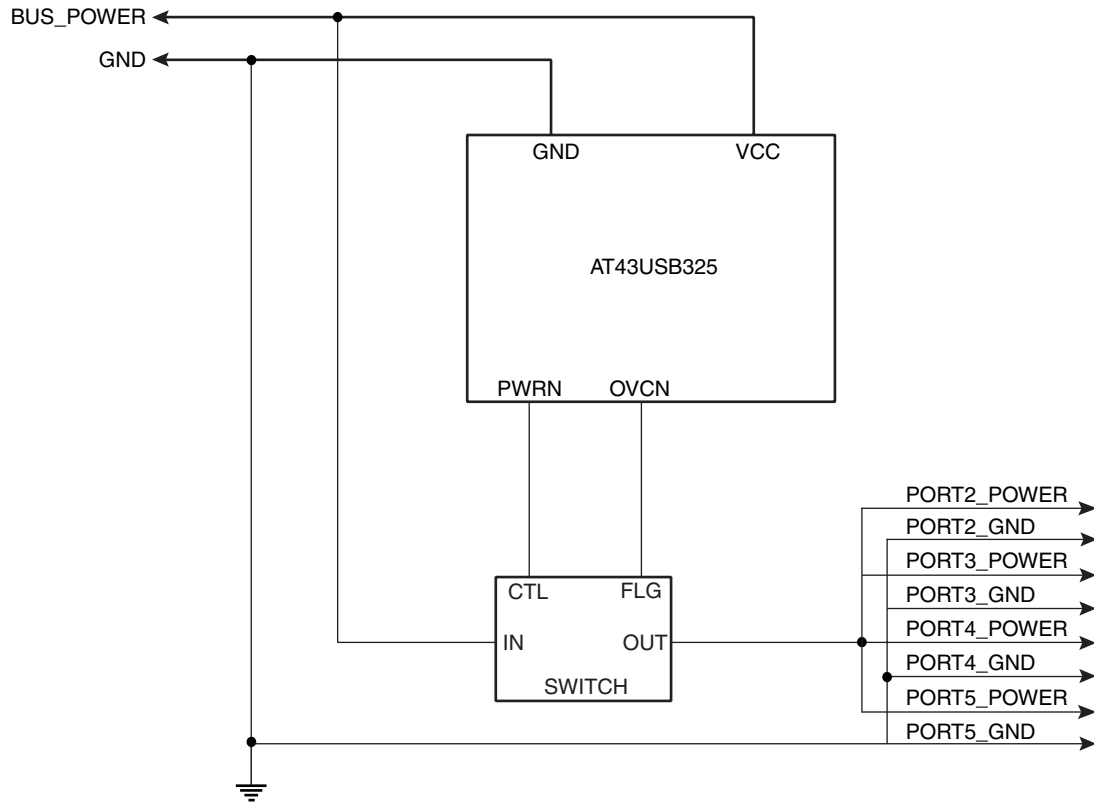 BUS_POWER
GND
GND
VCC
AT43USB325
PWRN
OVCN
PORT2_POWER
PORT2_GND
PORT3_POWER
PORT3_GND
PORT4_POWER
PORT4_GND
PORT5_POWER
PORT5_GND
CTL
FLG
IN
OUT
SWITCH